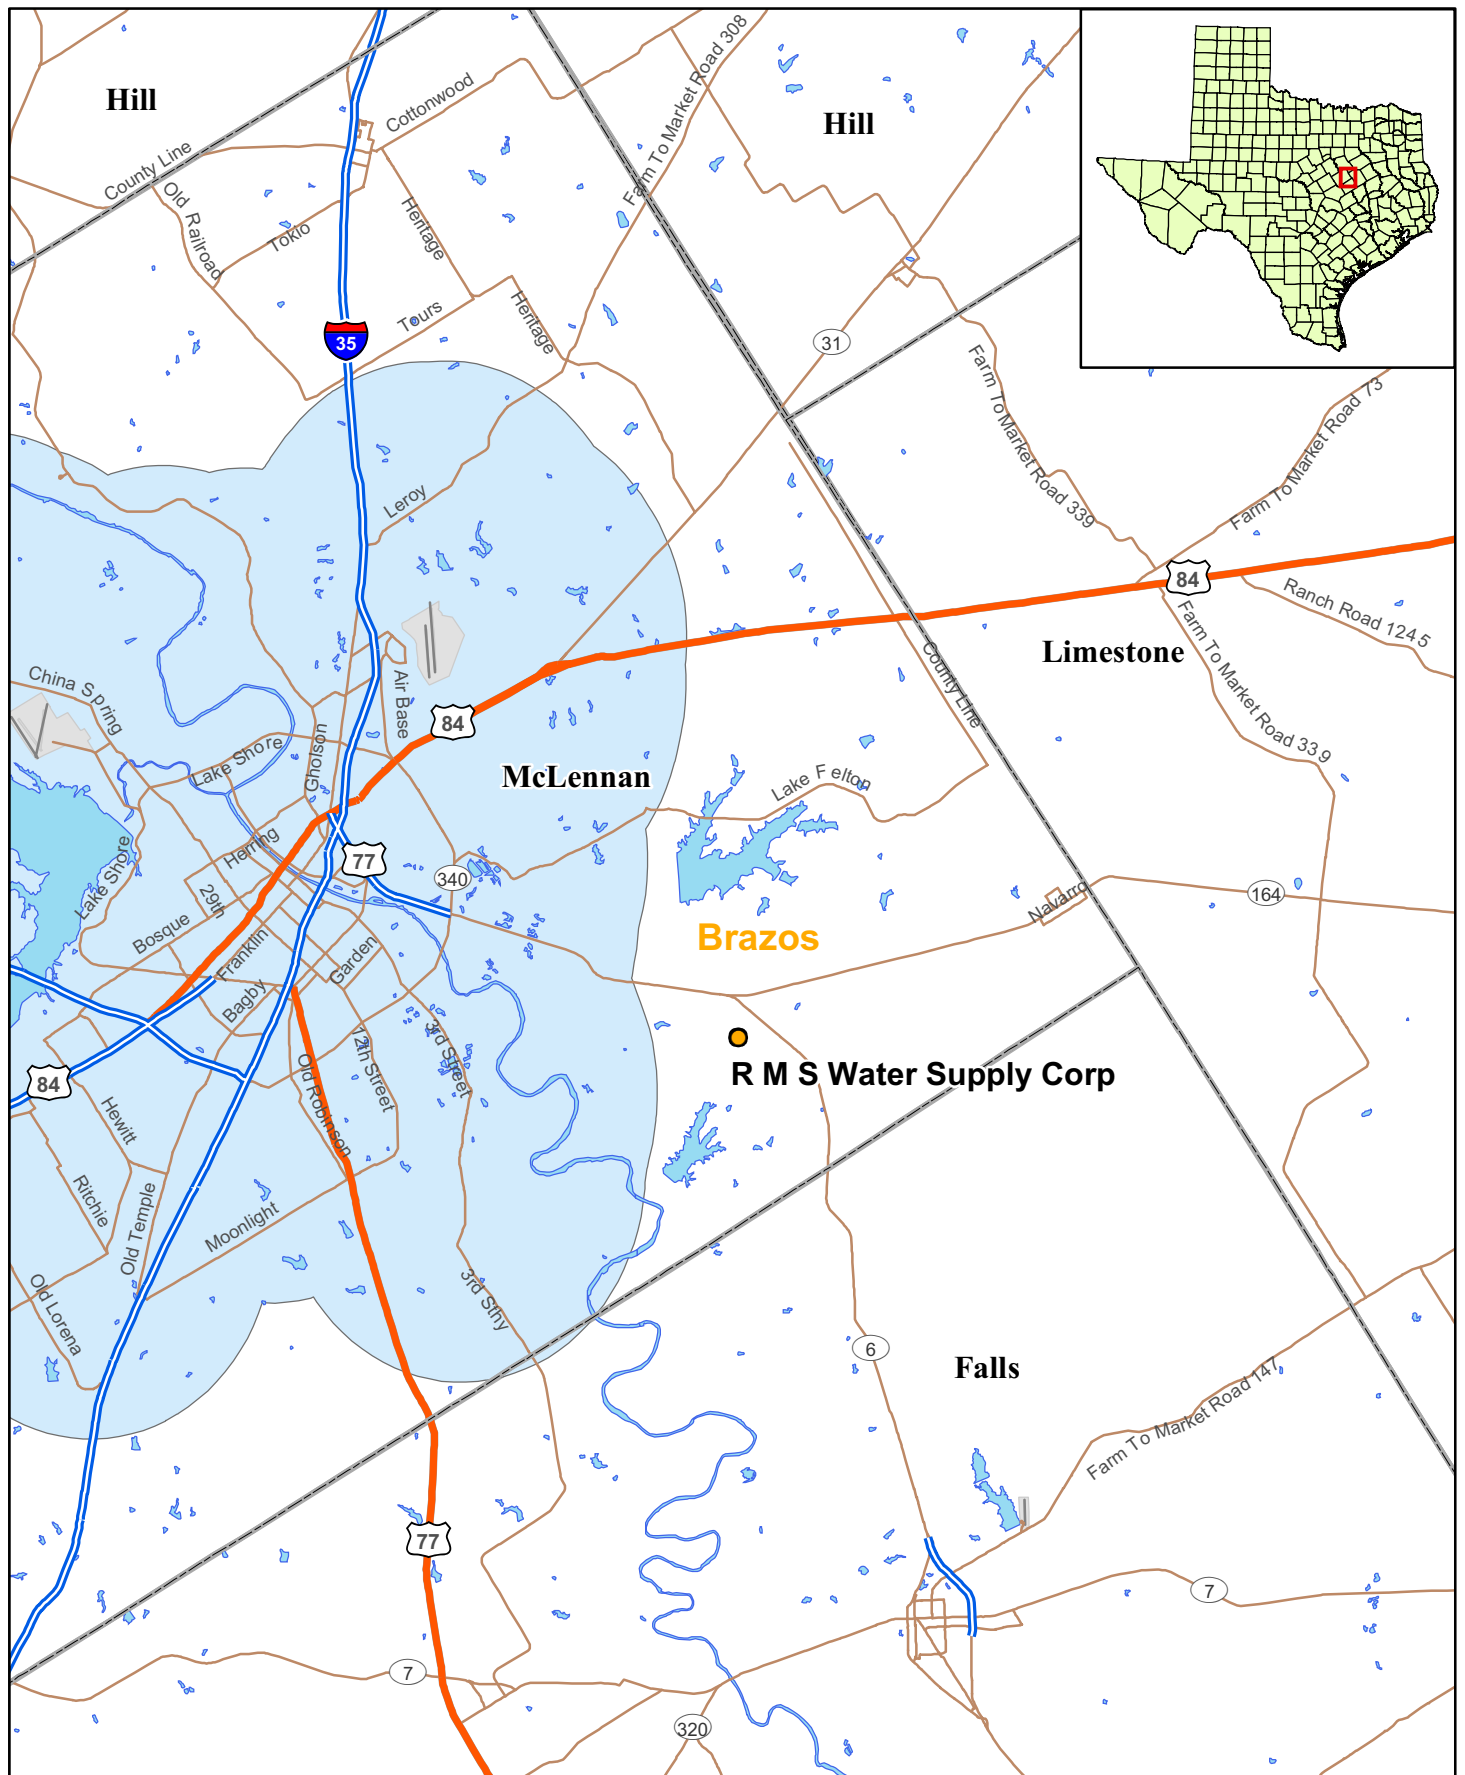 Hill
Hill
Cottonwood
County Line
Old Railroad
Tokio
Heritage
Farm To Market Road 308
Heritage
Tours
35
31
Farm To Market Road 339
Farm To Market Road 73
Leroy
84
Ranch Road 1245
Farm To Market Road 339
Limestone
County Line
China Spring
Air Base
84
Gholson
Lake Shore
McLennan
Lake Felton
Herring
77
Lake Shore
340
29th
Navarro
164
Bosque
Franklin
Garden
Brazos
Bagby
3rd Street
12th Street
Old Robinson
R M S Water Supply Corp
84
Hewitt
Ritchie
Old Temple
Moonlight
Old Lorena
3rd Sthy
6
Falls
Farm To Market Road 147
77
7
7
320